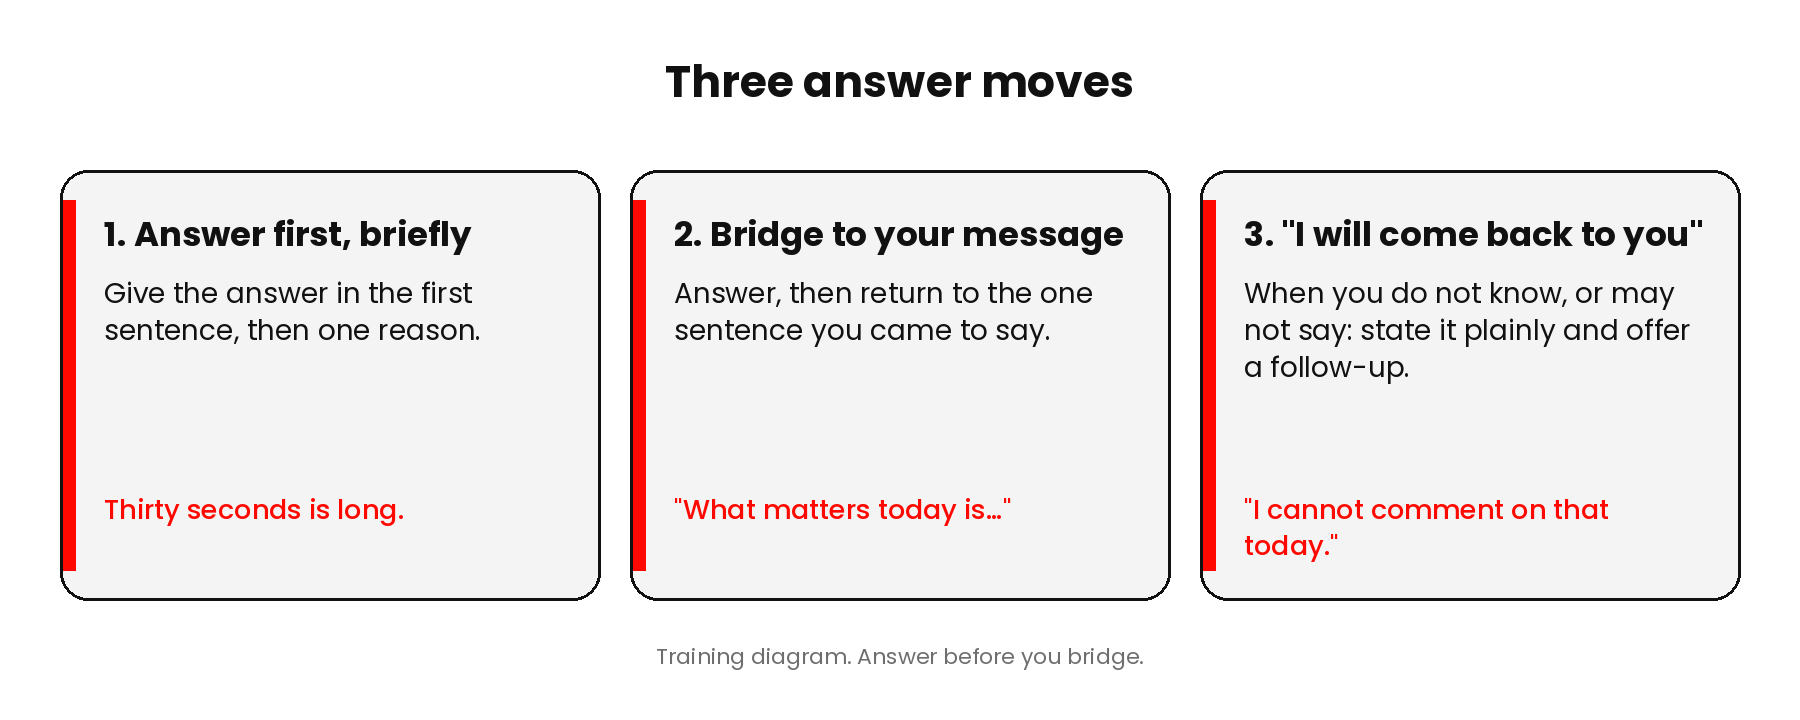 Three answer moves
1. Answer first, briefly
Give the answer in the first
sentence, then one reason.
Thirty seconds is long.
2. Bridge to your message
Answer, then return to the one
sentence you came to say.
"What matters today is..."
3. "I will come back to you"
When you do not know, or may
not say: state it plainly and offer
a follow-up.
"I cannot comment on that
today."
Training diagram. Answer before you bridge.